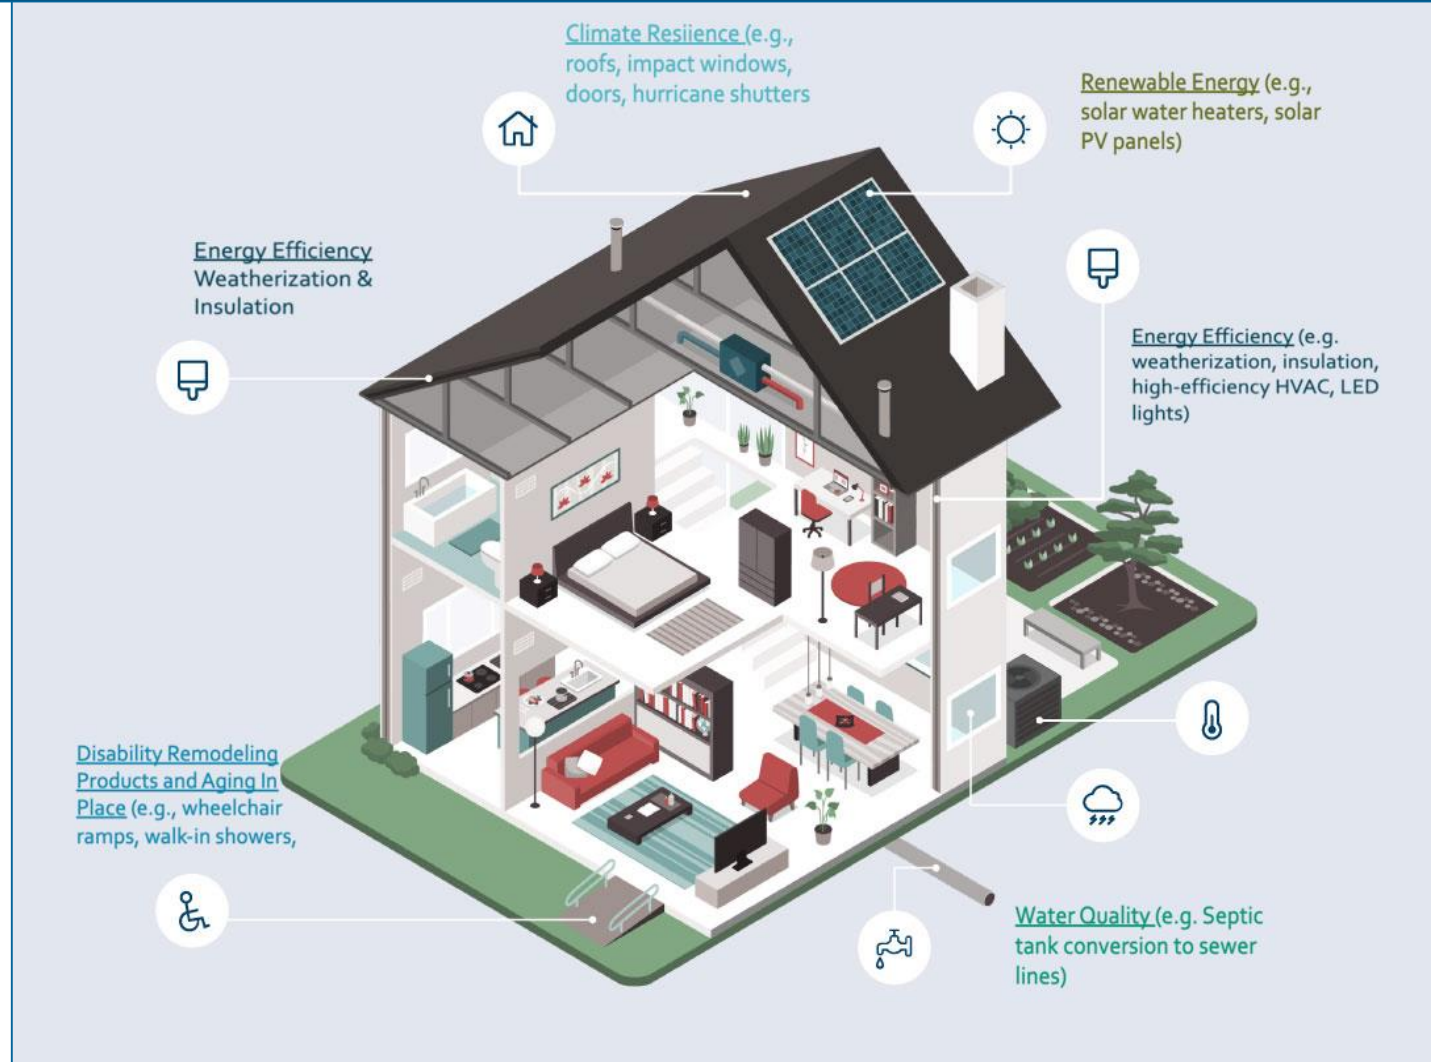 Climate Resiience (e.g.,
roofs, impact windows,
doors, hurricane shutters
Renewable Energy (e.g.,
solar water heaters, solar
PV panels)
Energy Efficiency
Weatherization &
Insulation
Energy Efficiency (e.g.
weatherization, insulation,
high-efficiency HVAC, LED
lights)
Disability Remodeling
Products and Aging In
Place (e.g., wheelchair
ramps, walk-in showers,
Water Quality (e.g. Septic
tank conversion to sewer
lines)